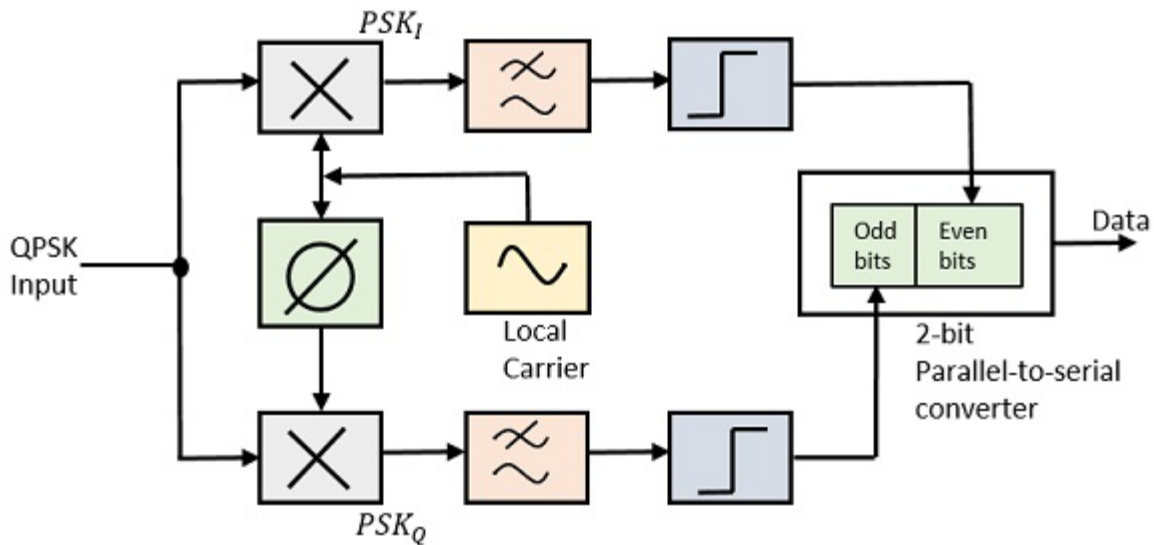 PSK_I
QPSK
Input
Local
Carrier
Odd
bits
Even
bits
Data
2-bit
Parallel-to-serial
converter
PSK_Q